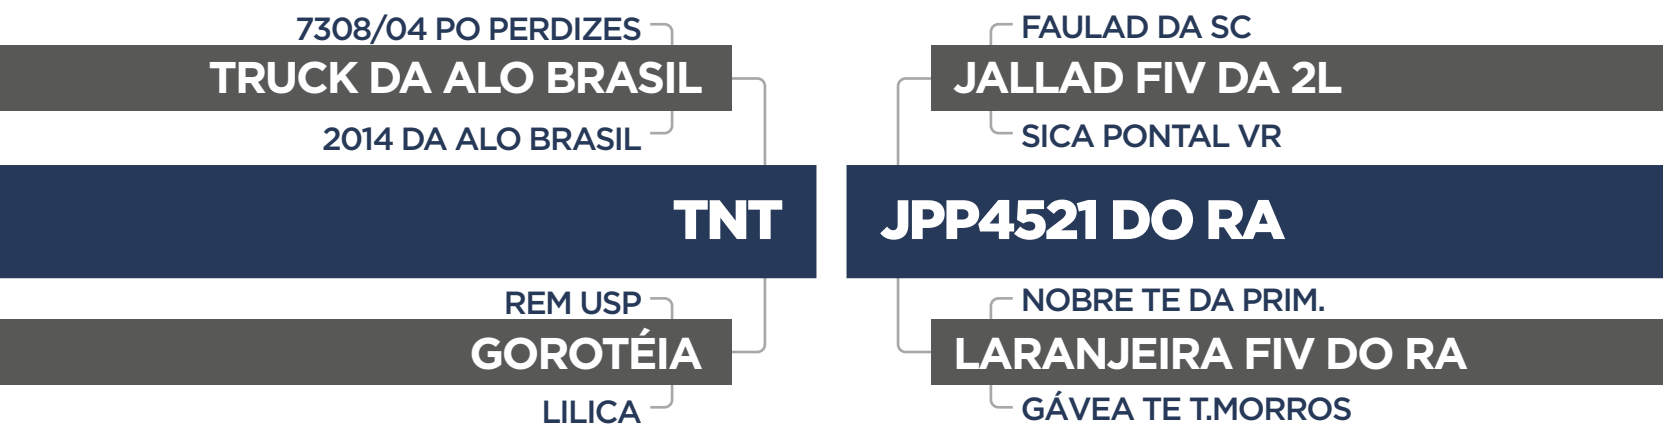 7308/04 PO PERDIZES
TRUCK DA ALO BRASIL
2014 DA ALO BRASIL
TNT
REM USP
GOROTÉIA
LILICA
FAULAD DA SC
JALLAD FIV DA 2L
SICA PONTAL VR
JPP4521 DO RA
NOBRE TE DA PRIM.
LARANJEIRA FIV DO RA
GÁVEA TE T.MORROS